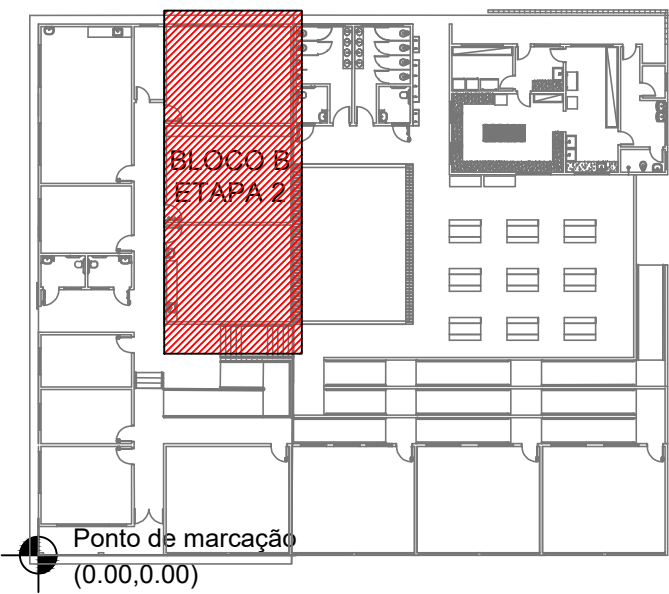 BLOCO B
ETAPA 2
Ponto de marcação
(0.00,0.00)